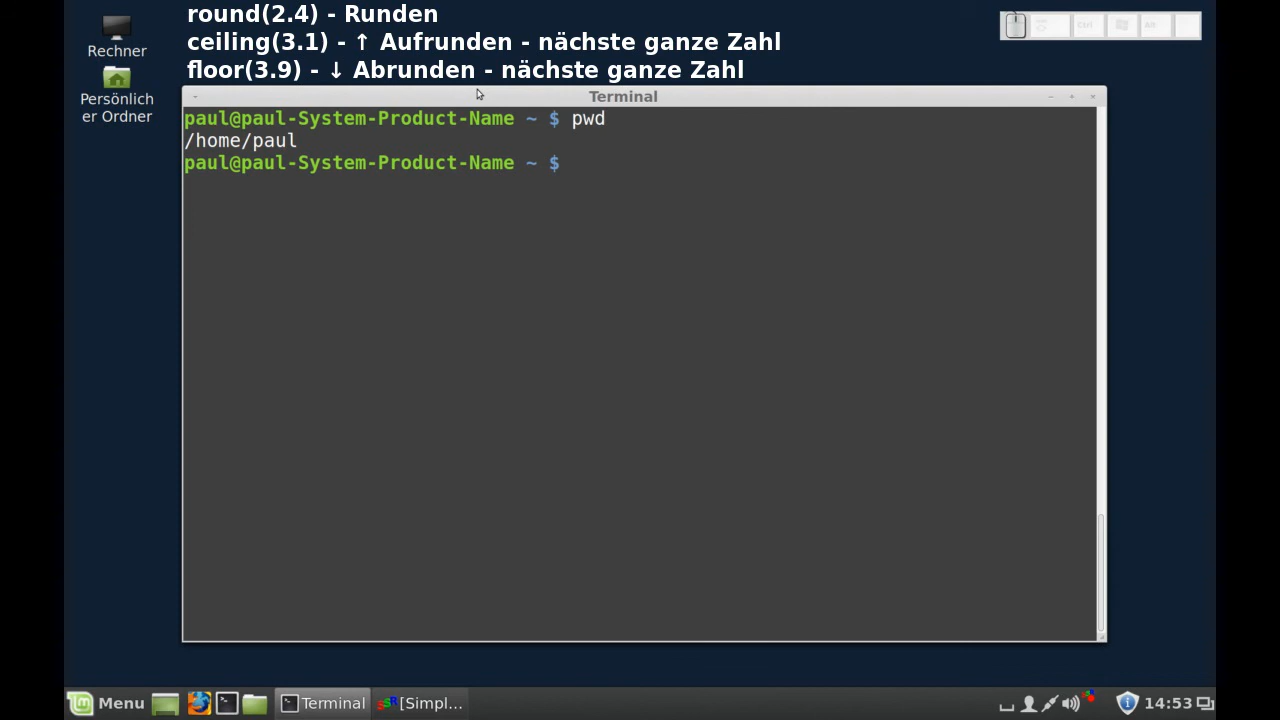 round(2.4) - Runden
ceiling(3.1) - ↑ Aufrunden - nächste ganze Zahl
floor(3.9) - ↓ Abrunden - nächste ganze Zahl
Rechner
Persönlich
er Ordner
Terminal
paul@paul-System-Product-Name ~ $ pwd
/home/paul
paul@paul-System-Product-Name ~ $
Menu
Terminal
[Simpl...
14:53